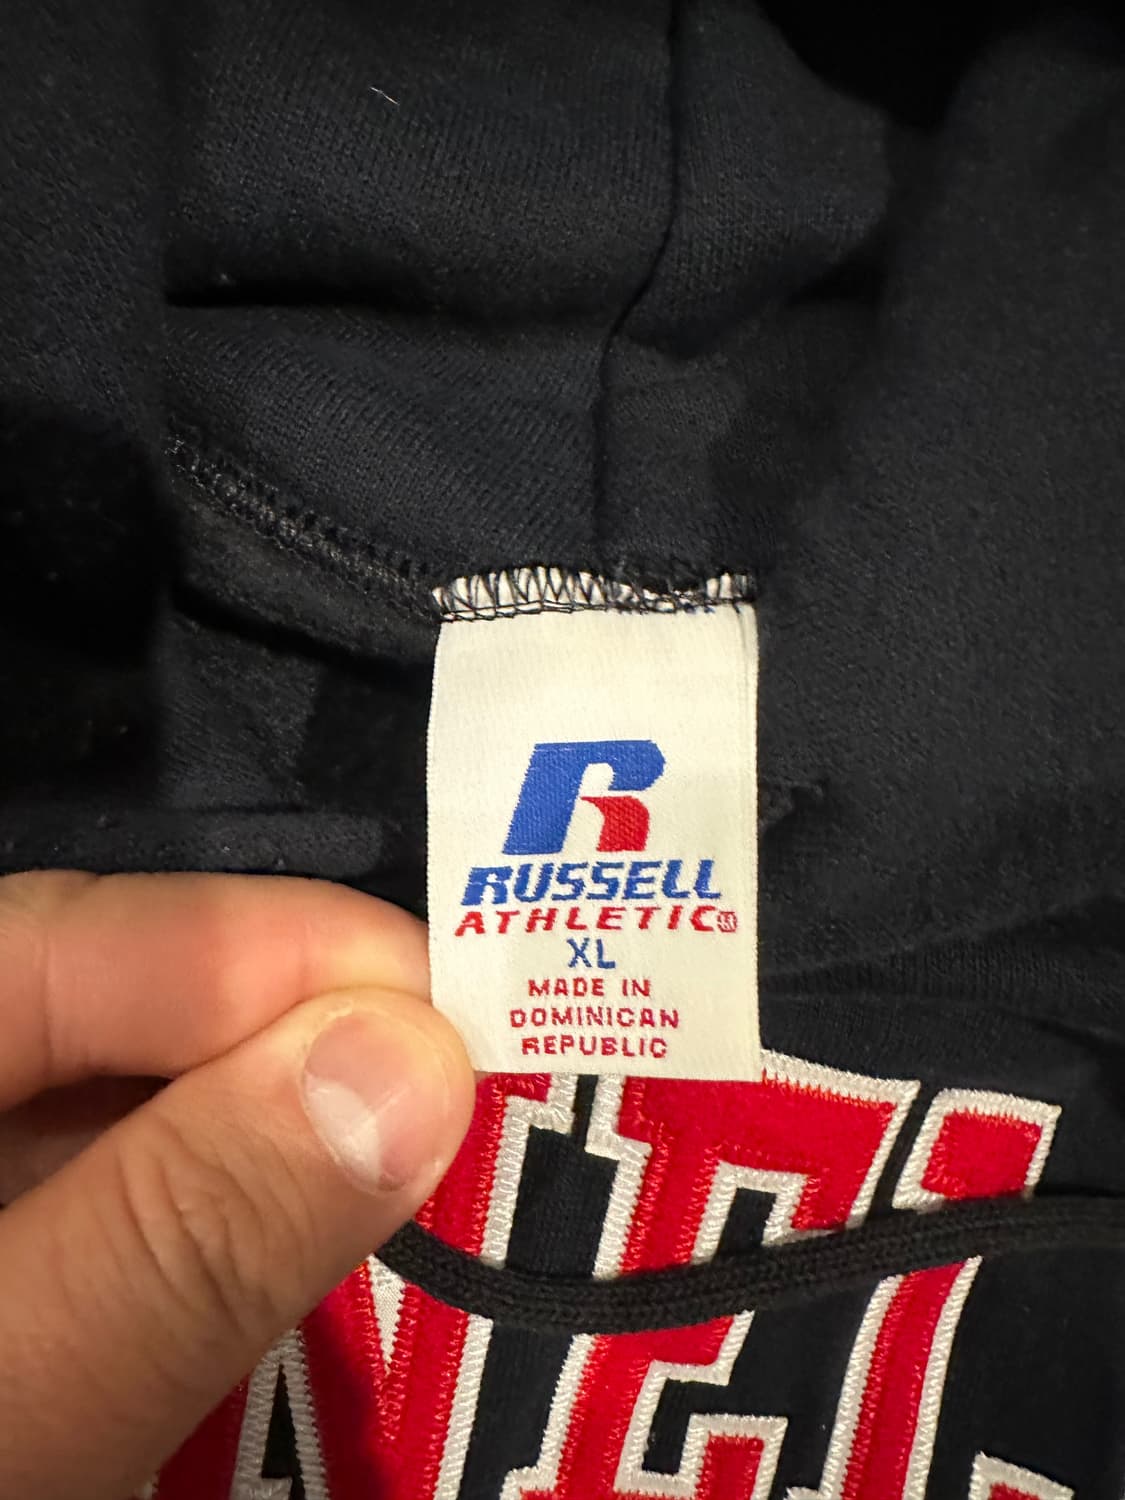 RUSSELL
ATHLETIC®
XL
MADE IN
DOMINICAN
REPUBLIC